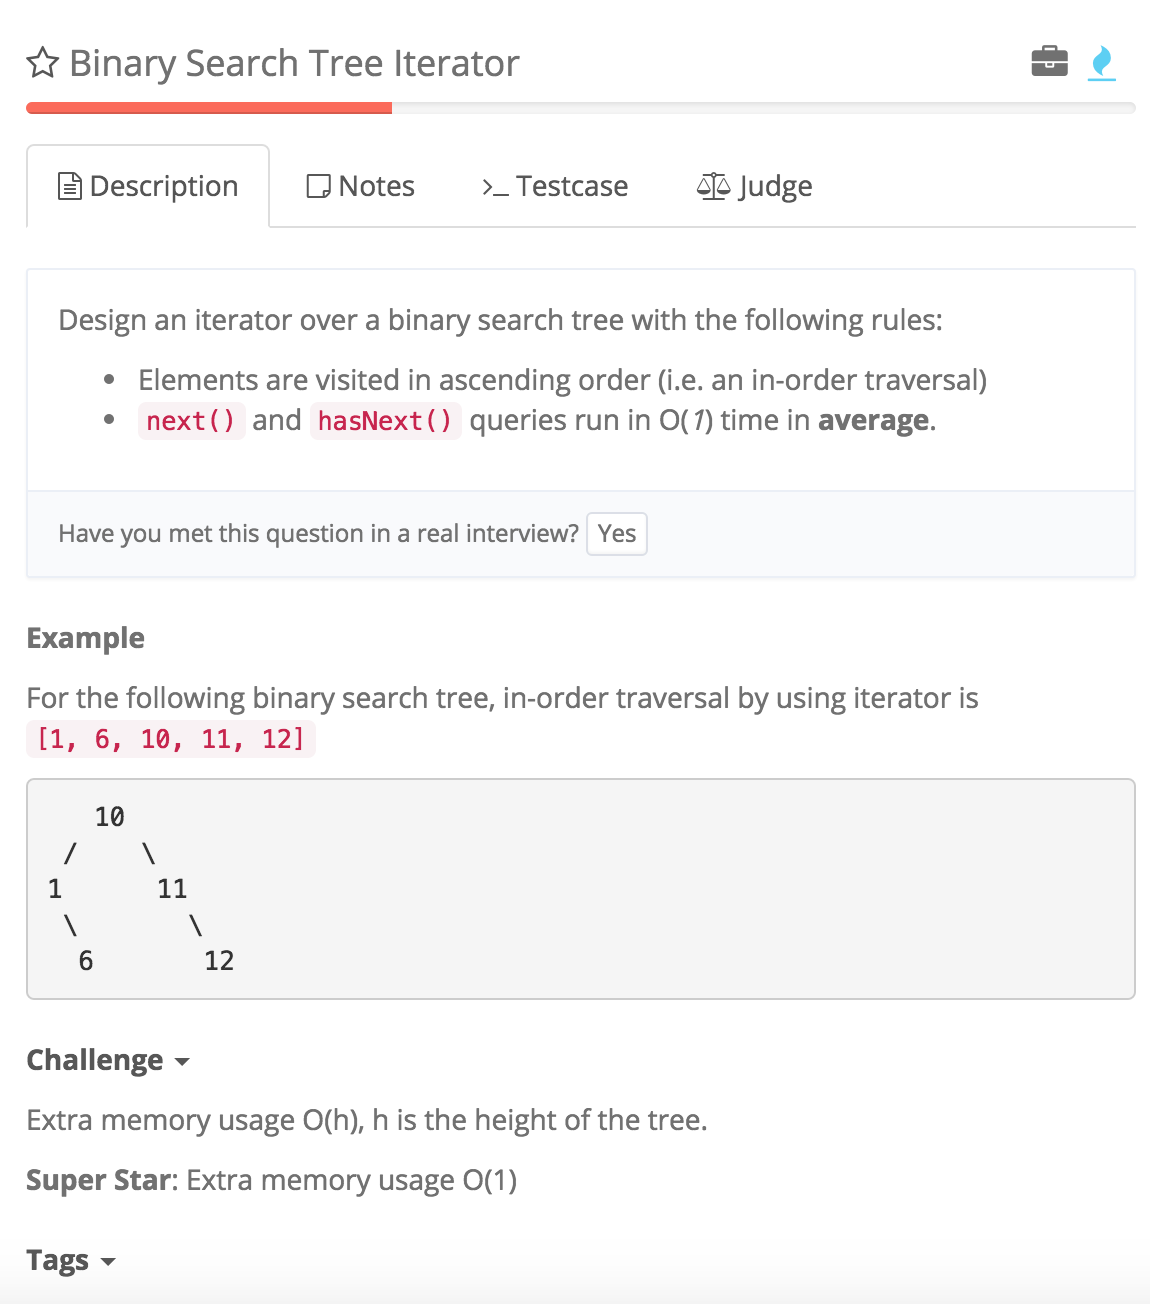 Binary Search Tree Iterator
Description
Notes
>_ Testcase
Judge
Design an iterator over a binary search tree with the following rules:
• Elements are visited in ascending order (i.e. an in-order traversal)
• next() and hasNext() queries run in O(1) time in average.
Have you met this question in a real interview? Yes
Example
For the following binary search tree, in-order traversal by using iterator is
[1, 6, 10, 11, 12]
10
/ \
1 11
\ \
6 12
Challenge
Extra memory usage O(h), h is the height of the tree.
Super Star: Extra memory usage O(1)
Tags